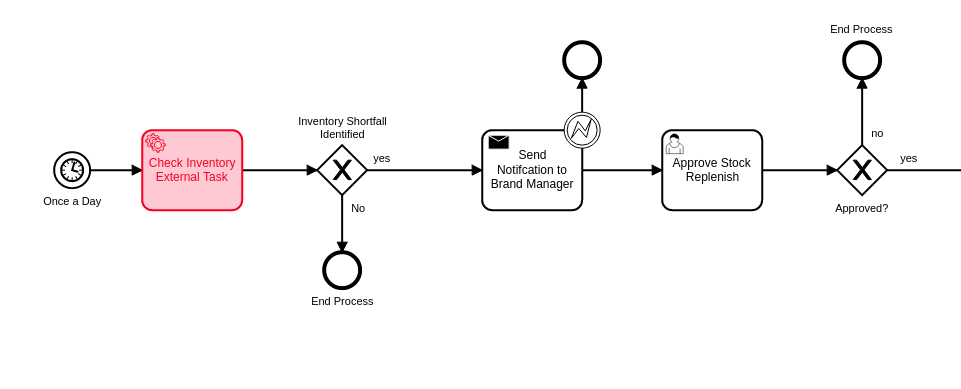 Once a Day
Check Inventory
External Task
Inventory Shortfall
Identified
yes
No
End Process
Send
Notifcation to
Brand Manager
Approve Stock
Replenish
End Process
no
yes
Approved?